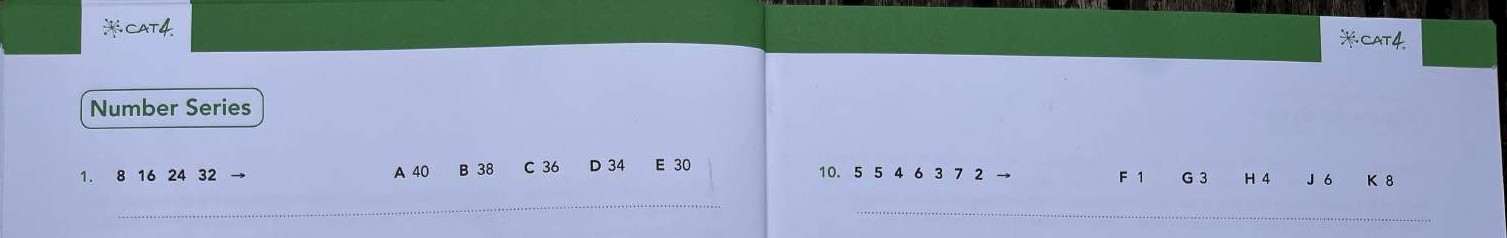 CAT4.
Number Series
1. 8 16 24 32 → A 40 B 38 C 36 D 34 E 30
CAT4.
10. 5 5 4 6 3 7 2 → F 1 G 3 H 4 J 6 K 8